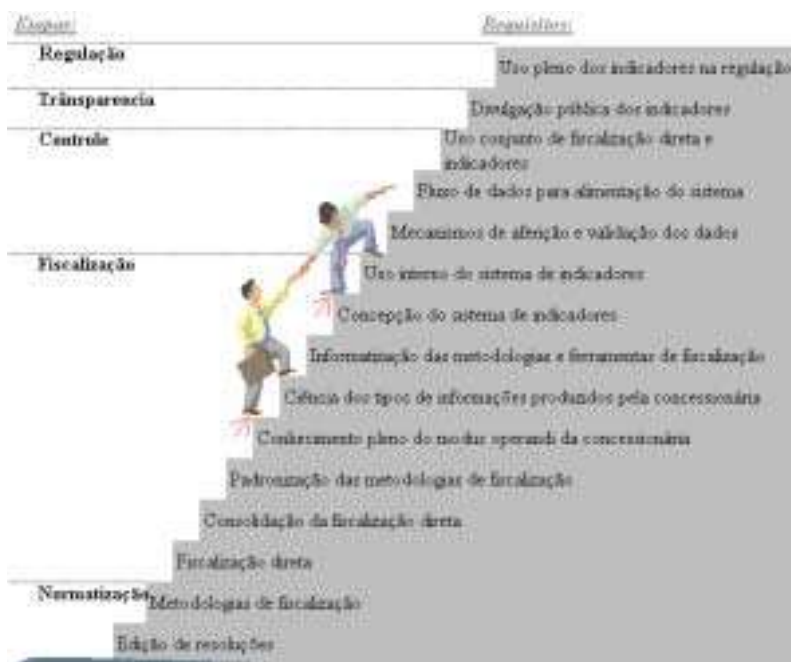 Etapas:
Requisitos:
Regulação
Uso pleno dos indicadores na regulação
Trânsparencia
Divulgação pública dos indicadores
Controle
Uso conjunto de fiscalização direta e
indicadores
Fluxo de dados para alimentação do sistema
Mecanismos de aferição e validação dos dados
Fiscalização
Uso interno do sistema de indicadores
Concepção do sistema de indicadores
Informatização das metodologias e ferramentas de fiscalização
Ciência dos tipos de informações produzidos pela concessionária
Conhecimento pleno do modus operandi da concessionária
Padronização das metodologias de fiscalização
Consolidação da fiscalização direta
Fiscalização direta
Normatização
Metodologias de fiscalização
Edição de resoluções